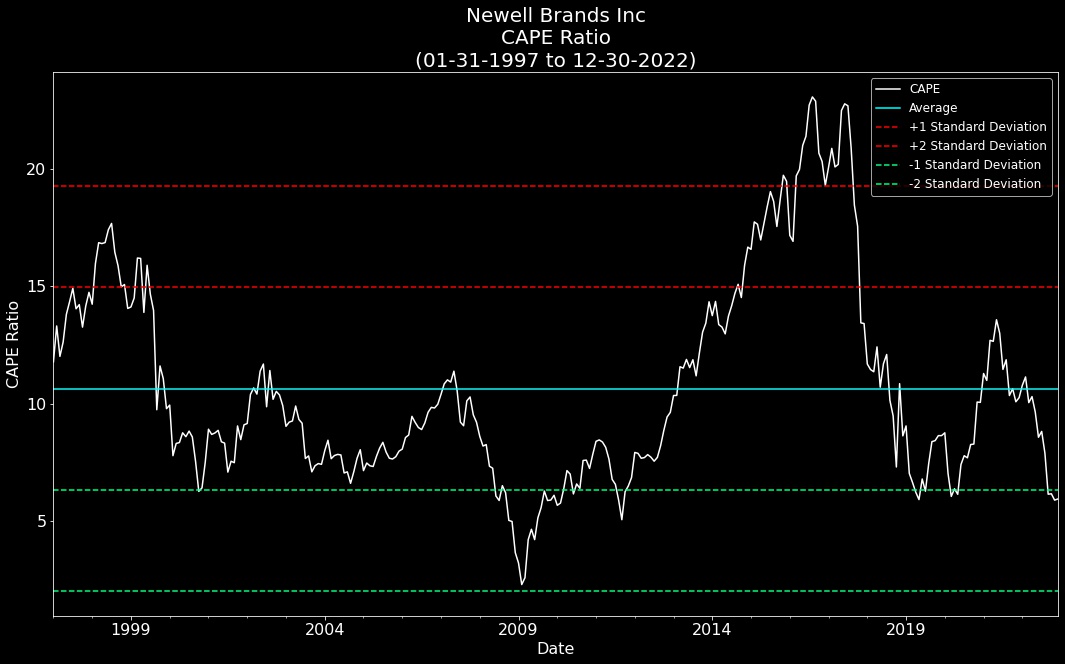 Newell Brands Inc
CAPE Ratio
(01-31-1997 to 12-30-2022)
CAPE
Average
+1 Standard Deviation
+2 Standard Deviation
-1 Standard Deviation
-2 Standard Deviation
CAPE Ratio
20
15
10
5
1999
2004
2009
2014
2019
Date